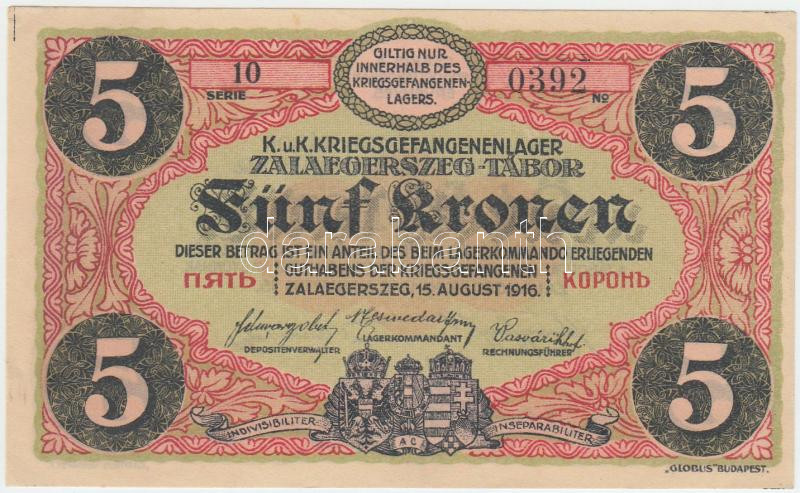 5
GILTIG NUR
INNERHALB DES
KRIEGSGEFANGENEN-
LAGERS.
5
10
SERIE
0392 No
K.u.K.KRIEGSGEFANGENENLAGER
ZALAEGERSZEG-TÁBOR
Fünf Kronen
DIESER BETRAG IST EIN ANTEIL DES BEIM LAGERKOMMANDO ERLIEGENDEN
GUTHABENS DER KRIEGSGEFANGENEN
ПЯТЬ
КОРОНЪ
ZALAEGERSZEG, 15. AUGUST 1916.
DEPOSITENVERWALTER
LAGERKOMMANDANT
RECHNUNGSFÜHRER
5
5
INDIVISIBILITER
INSEPARABILITER
„GLOBUS" BUDAPEST.
darabanth